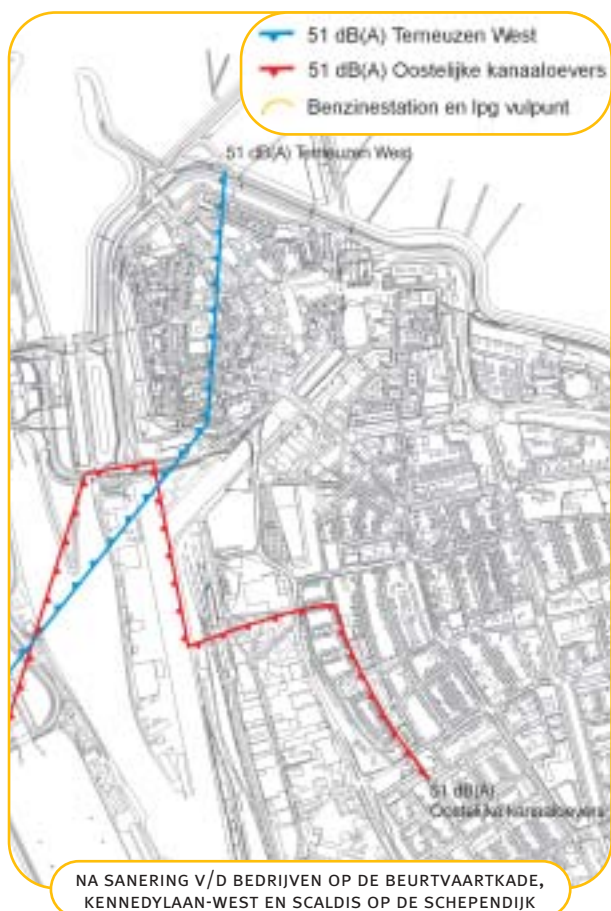 51 dB(A) Terneuzen West
51 dB(A) Oostelijke kanaaloevers
Benzinestation en lpg vulpunt
51 dB(A) Terneuzen West
51 dB(A)
Oostelijke kanaaloevers
NA SANERING V/D BEDRIJVEN OP DE BEURTVAARTKADE,
KENNEDYLAAN-WEST EN SCALDIS OP DE SCHEPENDIJK